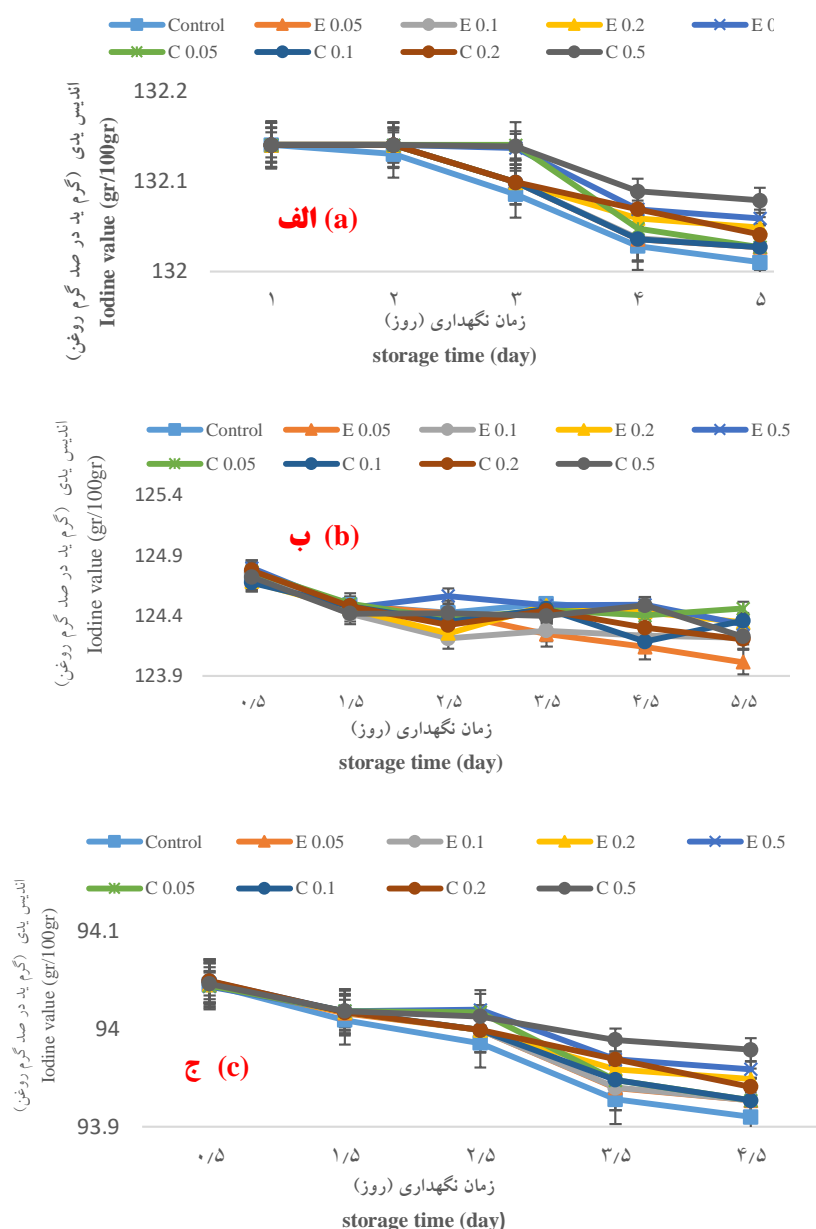 Control E 0.05 E 0.1 E 0.2
C 0.05 C 0.1 C 0.2 C 0.5
اندیس یدی (گرم ید در صد گرم روغن)
Iodine value (gr/100gr)
132.2
132.1
132
الف (a)
۱ ۲ ۳ ۴ ۵
زمان نگهداری (روز)
storage time (day)
Control E 0.05 E 0.1 E 0.2 E 0.5
C 0.05 C 0.1 C 0.2 C 0.5
اندیس یدی (گرم ید در صد گرم روغن)
Iodine value (gr/100gr)
125.4
124.9
124.4
123.9
ب (b)
۰٫۵ ۱٫۵ ۲٫۵ ۳٫۵ ۴٫۵ ۵٫۵
زمان نگهداری (روز)
storage time (day)
Control E 0.05 E 0.1 E 0.2 E 0.5
C 0.05 C 0.1 C 0.2 C 0.5
اندیس یدی (گرم ید در صد گرم روغن)
Iodine value (gr/100gr)
94.1
94
93.9
ج (c)
۰٫۵ ۱٫۵ ۲٫۵ ۳٫۵ ۴٫۵
زمان نگهداری (روز)
storage time (day)